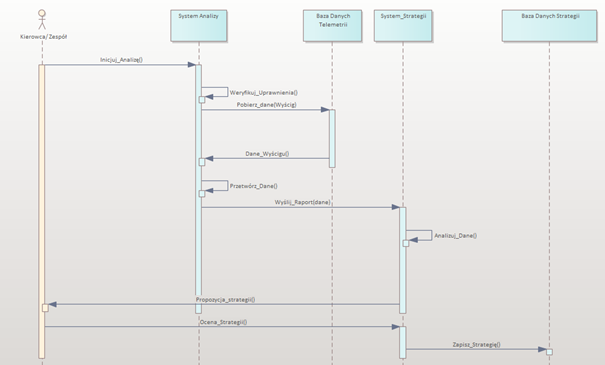 Kierowca/Zespół
System Analizy
Baza Danych
Telemetrii
System_Strategii
Baza Danych Strategii
Inicjuj_Analizę()
Weryfikuj_Uprawnienia()
Pobierz_dane(Wyścig)
Dane_Wyścigu()
Przetwórz_Dane()
Wyślij_Raport(dane)
Analizuj_Dane()
Propozycja_strategii()
Ocena_Strategii()
Zapisz_Strategię()